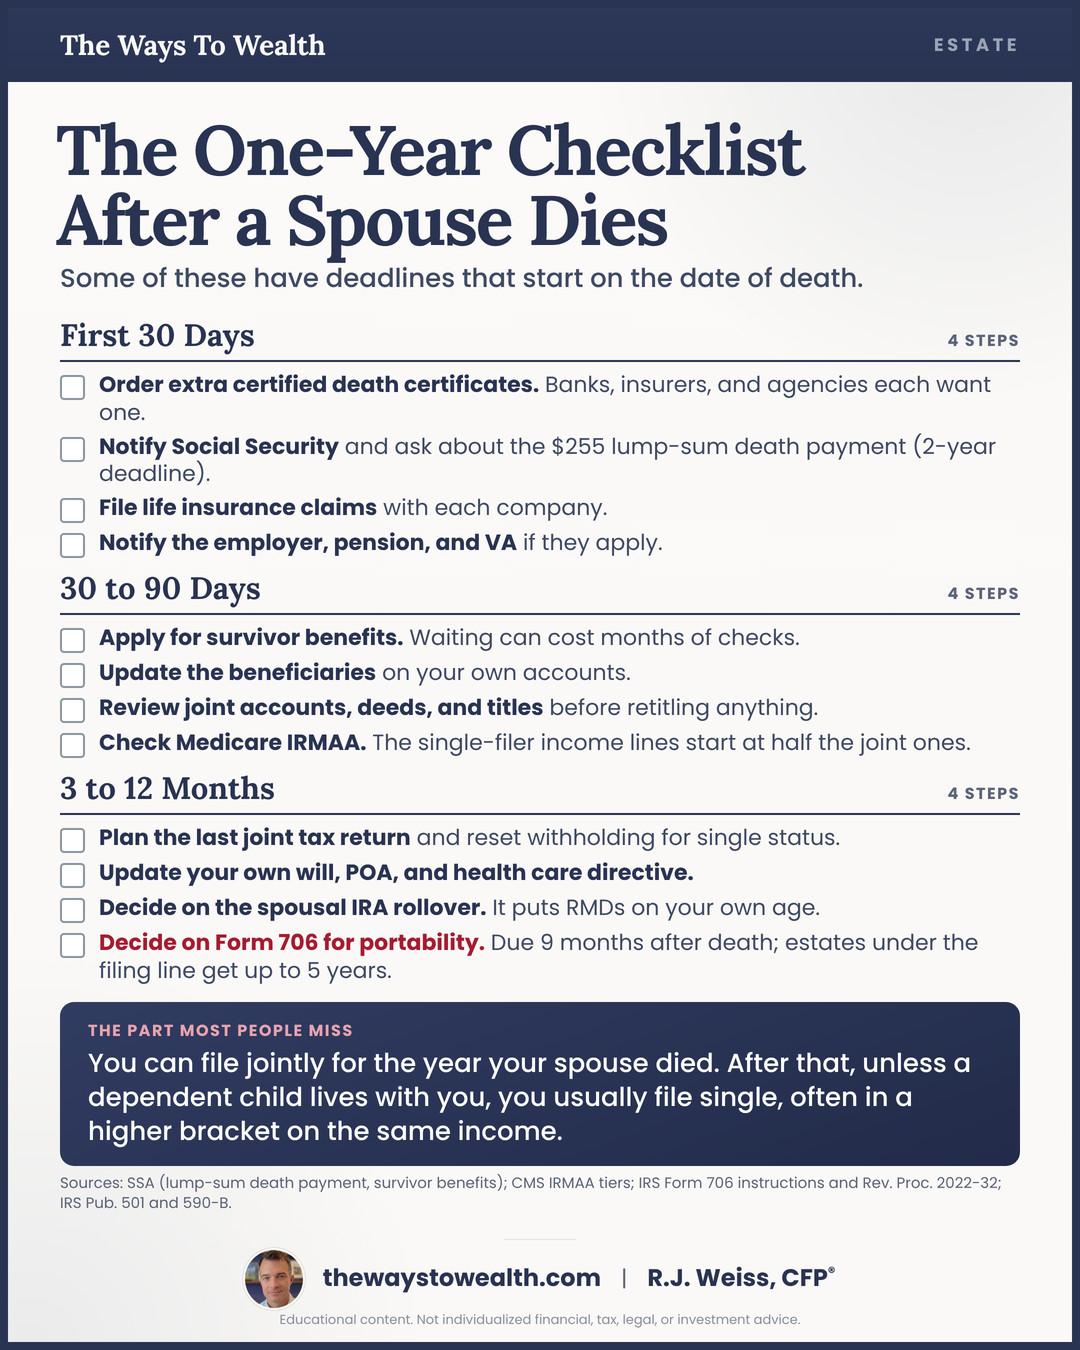 The Ways To Wealth
ESTATE
The One-Year Checklist
After a Spouse Dies
Some of these have deadlines that start on the date of death.
First 30 Days
4 STEPS
Order extra certified death certificates. Banks, insurers, and agencies each want
one.
Notify Social Security and ask about the $255 lump-sum death payment (2-year
deadline).
File life insurance claims with each company.
Notify the employer, pension, and VA if they apply.
30 to 90 Days
4 STEPS
Apply for survivor benefits. Waiting can cost months of checks.
Update the beneficiaries on your own accounts.
Review joint accounts, deeds, and titles before retitling anything.
Check Medicare IRMAA. The single-filer income lines start at half the joint ones.
3 to 12 Months
4 STEPS
Plan the last joint tax return and reset withholding for single status.
Update your own will, POA, and health care directive.
Decide on the spousal IRA rollover. It puts RMDs on your own age.
Decide on Form 706 for portability. Due 9 months after death; estates under the
filing line get up to 5 years.
THE PART MOST PEOPLE MISS
You can file jointly for the year your spouse died. After that, unless a
dependent child lives with you, you usually file single, often in a
higher bracket on the same income.
Sources: SSA (lump-sum death payment, survivor benefits); CMS IRMAA tiers; IRS Form 706 instructions and Rev. Proc. 2022-32;
IRS Pub. 501 and 590-B.
thewaystowealth.com | R.J. Weiss, CFP®
Educational content. Not individualized financial, tax, legal, or investment advice.